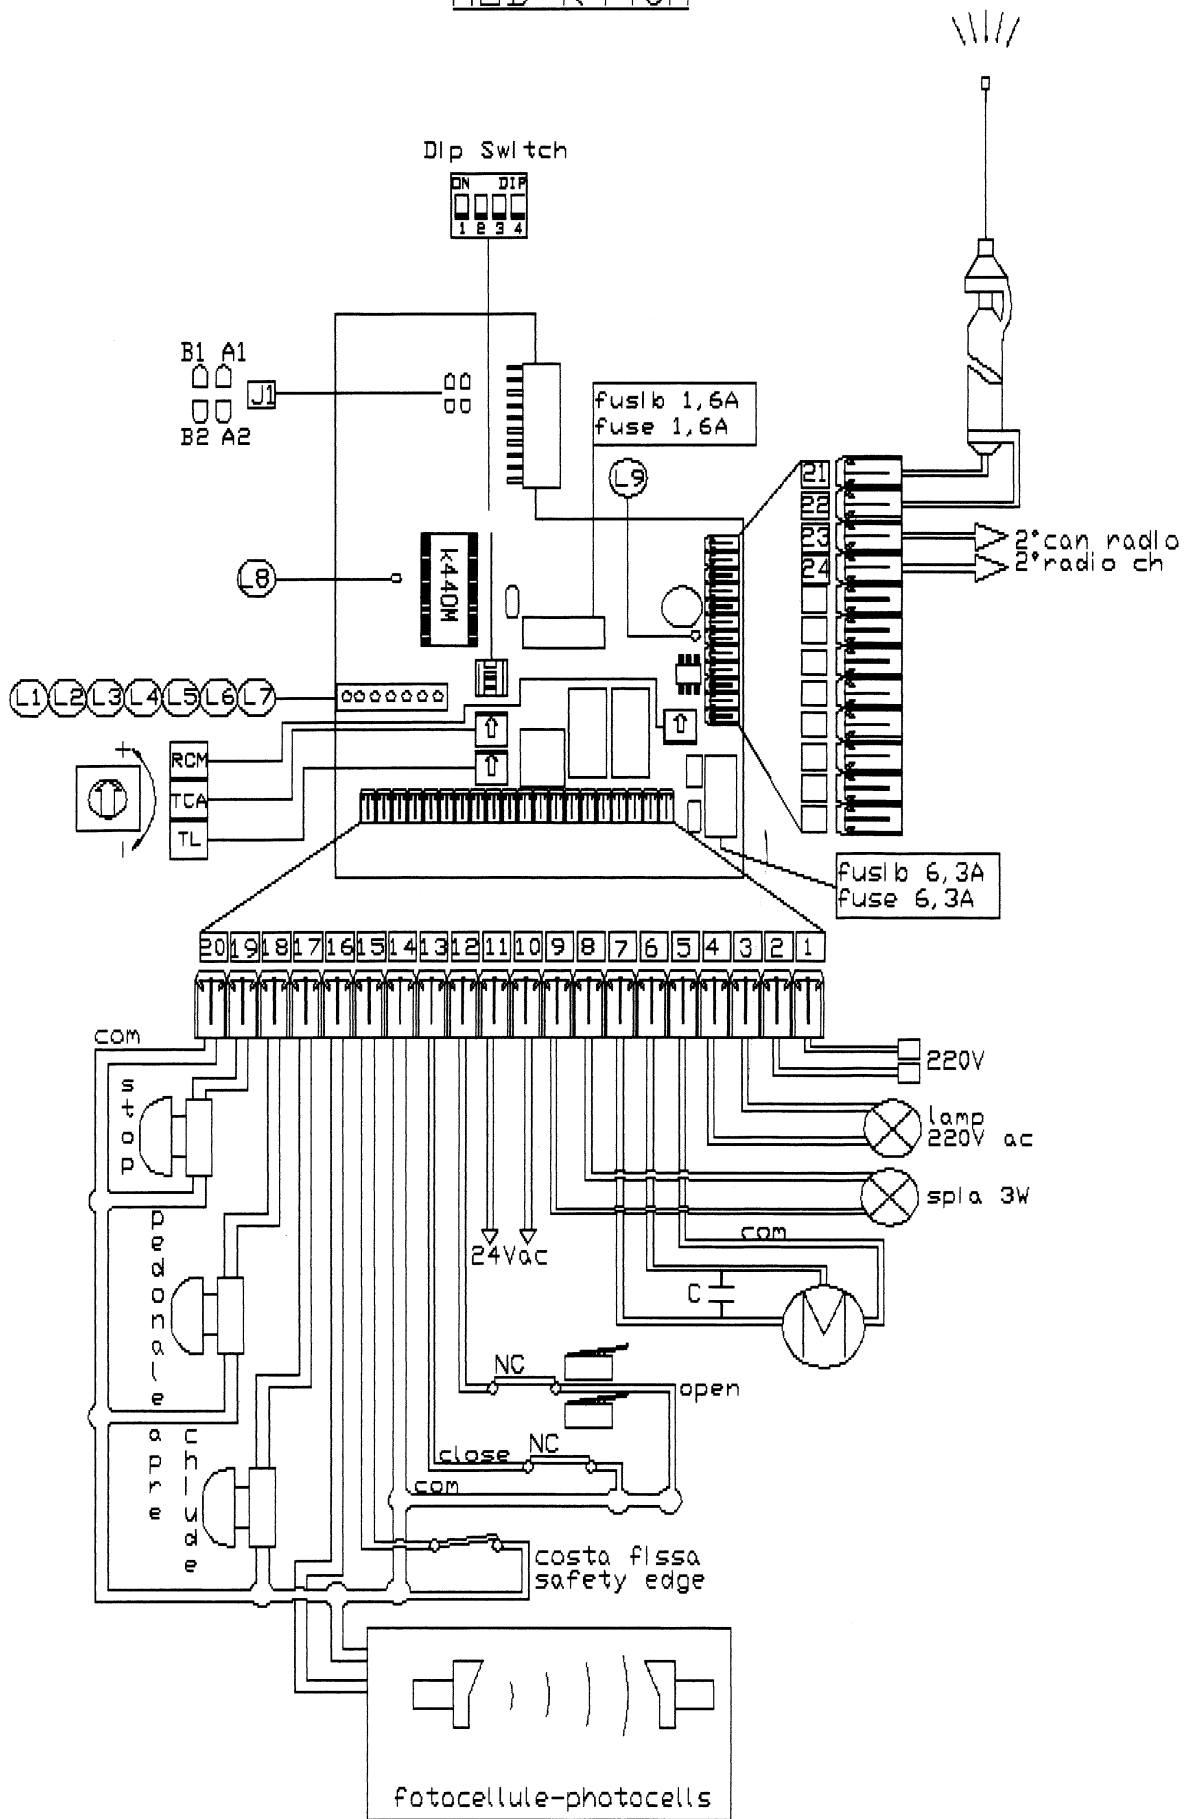 Dip Switch
ON DIP
1 2 3 4
B1 A1
J1
B2 A2
fusib 1,6A
fuse 1,6A
L9
21
22
23
24
2°can radio
2°radio ch
L8
k440M
L1 L2 L3 L4 L5 L6 L7
+
-
RCM
TCA
TL
fusib 6,3A
fuse 6,3A
20 19 18 17 16 15 14 13 12 11 10 9 8 7 6 5 4 3 2 1
com
stop
220V
lamp
220V ac
spia 3W
24Vac
com
C
M
pedonale
NC
open
apre
chiude
close
NC
com
costa fissa
safety edge
fotocellule-photocells